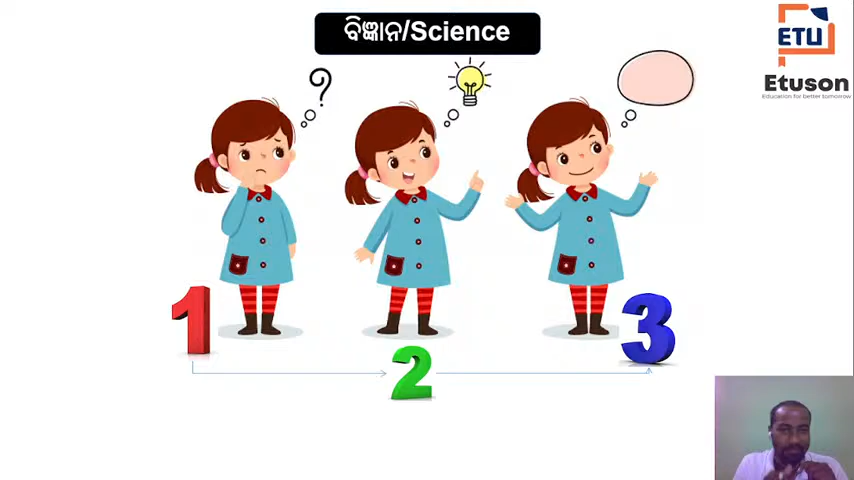 ବିଜ୍ଞାନ/Science
ETU
Etuson
Education for better tomorrow
?
1
2
3